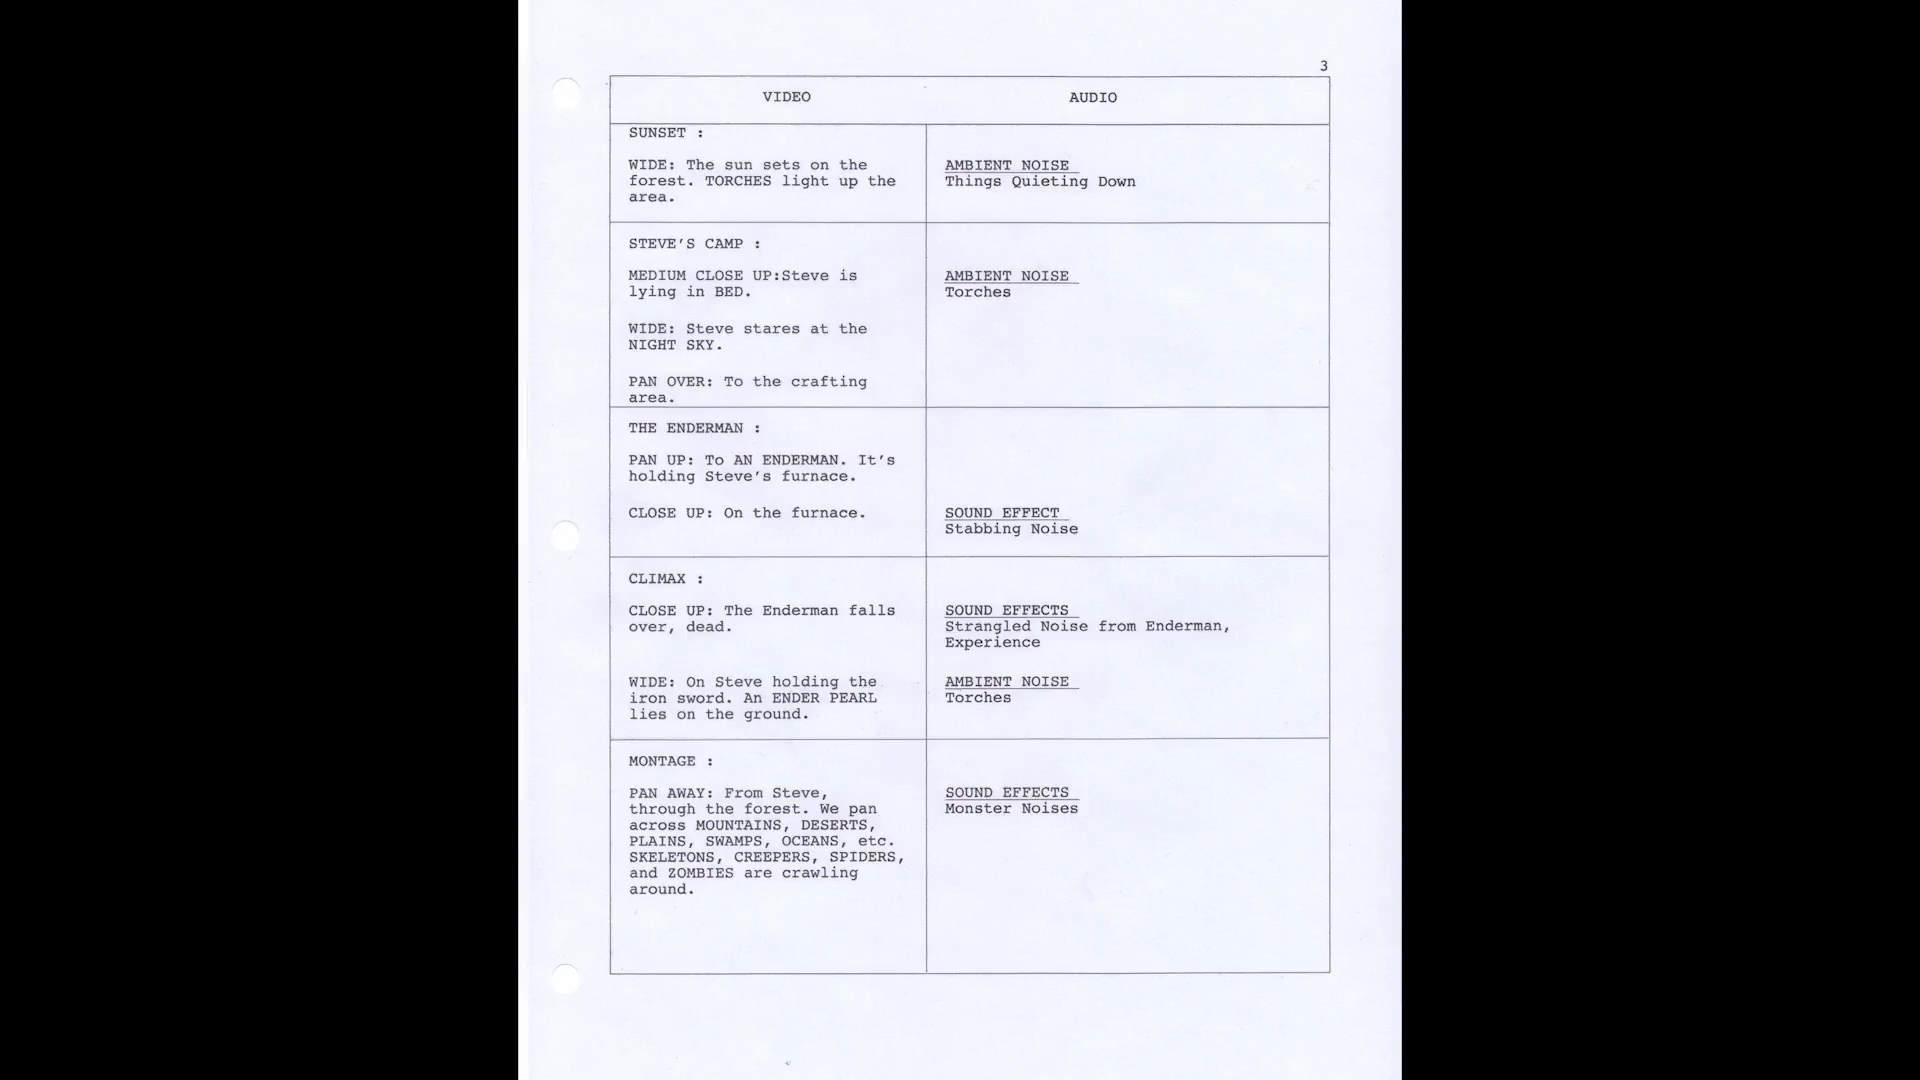 3
VIDEO
AUDIO
SUNSET :
WIDE: The sun sets on the
forest. TORCHES light up the
area.
AMBIENT NOISE
Things Quieting Down
STEVE'S CAMP :
MEDIUM CLOSE UP:Steve is
lying in BED.
AMBIENT NOISE
Torches
WIDE: Steve stares at the
NIGHT SKY.
PAN OVER: To the crafting
area.
THE ENDERMAN :
PAN UP: To AN ENDERMAN. It's
holding Steve's furnace.
CLOSE UP: On the furnace.
SOUND EFFECT
Stabbing Noise
CLIMAX :
CLOSE UP: The Enderman falls
over, dead.
SOUND EFFECTS
Strangled Noise from Enderman,
Experience
WIDE: On Steve holding the
iron sword. An ENDER PEARL
lies on the ground.
AMBIENT NOISE
Torches
MONTAGE :
PAN AWAY: From Steve,
through the forest. We pan
across MOUNTAINS, DESERTS,
PLAINS, SWAMPS, OCEANS, etc.
SKELETONS, CREEPERS, SPIDERS,
and ZOMBIES are crawling
around.
SOUND EFFECTS
Monster Noises